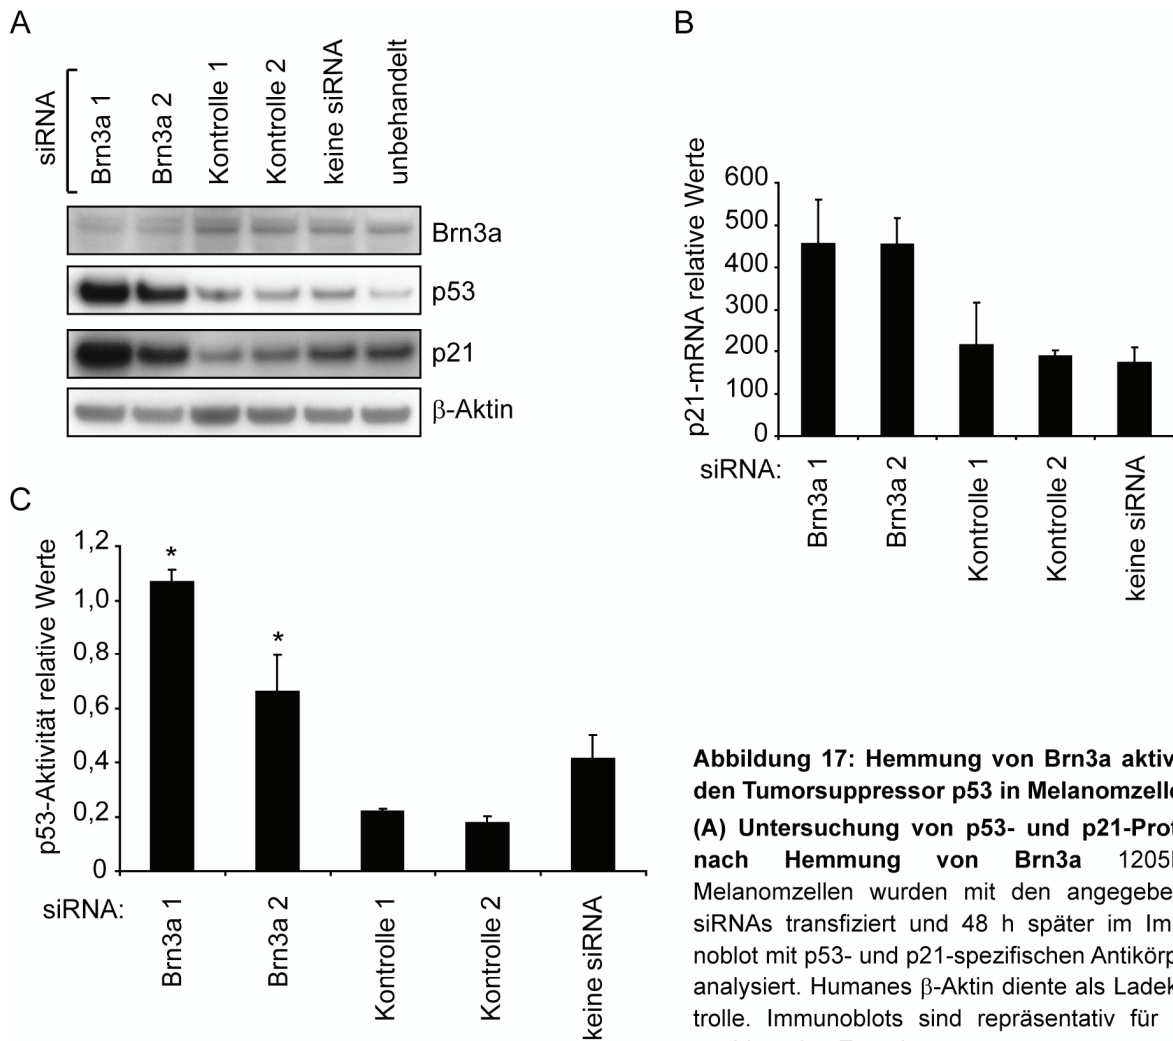 A
siRNA
Brn3a 1
Brn3a 2
Kontrolle 1
Kontrolle 2
keine siRNA
unbehandelt
Brn3a
p53
p21
β-Aktin
B
p21-mRNA relative Werte
600
500
400
300
200
100
0
siRNA:
Brn3a 1
Brn3a 2
Kontrolle 1
Kontrolle 2
keine siRNA
C
p53-Aktivität relative Werte
1,2
1,0
0,8
0,6
0,4
0,2
0
*
*
siRNA:
Brn3a 1
Brn3a 2
Kontrolle 1
Kontrolle 2
keine siRNA
Abbildung 17: Hemmung von Brn3a aktiv
den Tumorsuppressor p53 in Melanomzelle
(A) Untersuchung von p53- und p21-Prot
nach Hemmung von Brn3a 1205
Melanomzellen wurden mit den angegebe
siRNAs transfiziert und 48 h später im Im
noblot mit p53- und p21-spezifischen Antikörp
analysiert. Humanes β-Aktin diente als Ladek
trolle. Immunoblots sind repräsentativ für